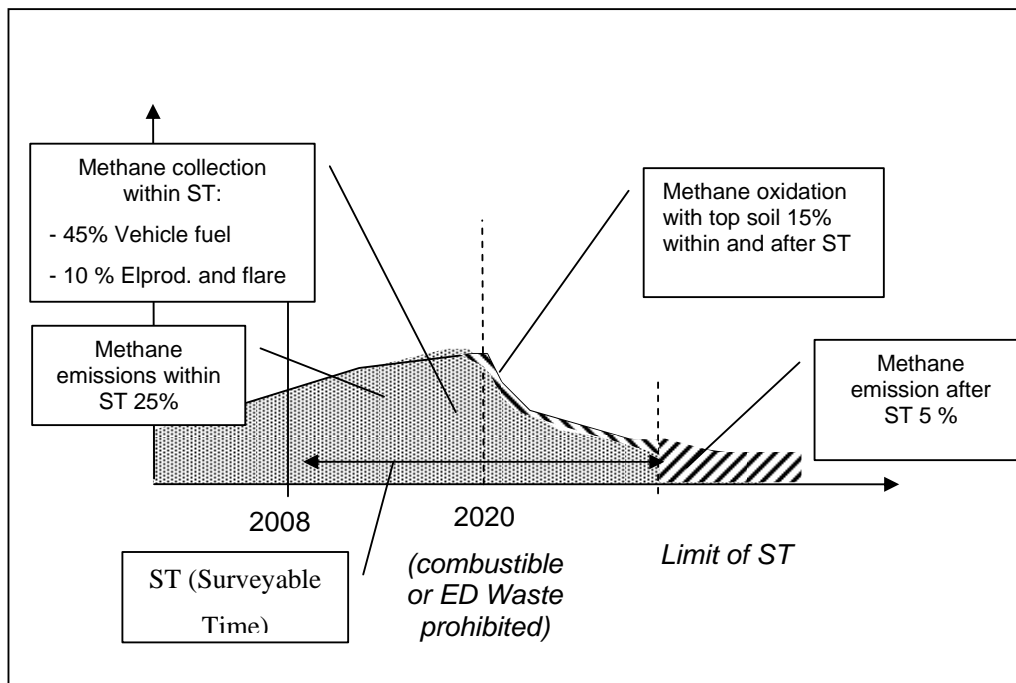 Methane collection
within ST:
- 45% Vehicle fuel
- 10 % Elprod. and flare
Methane oxidation
with top soil 15%
within and after ST
Methane
emissions within
ST 25%
Methane
emission after
ST 5 %
2008
2020
(combustible
or ED Waste
prohibited)
Limit of ST
ST (Surveyable
Time)